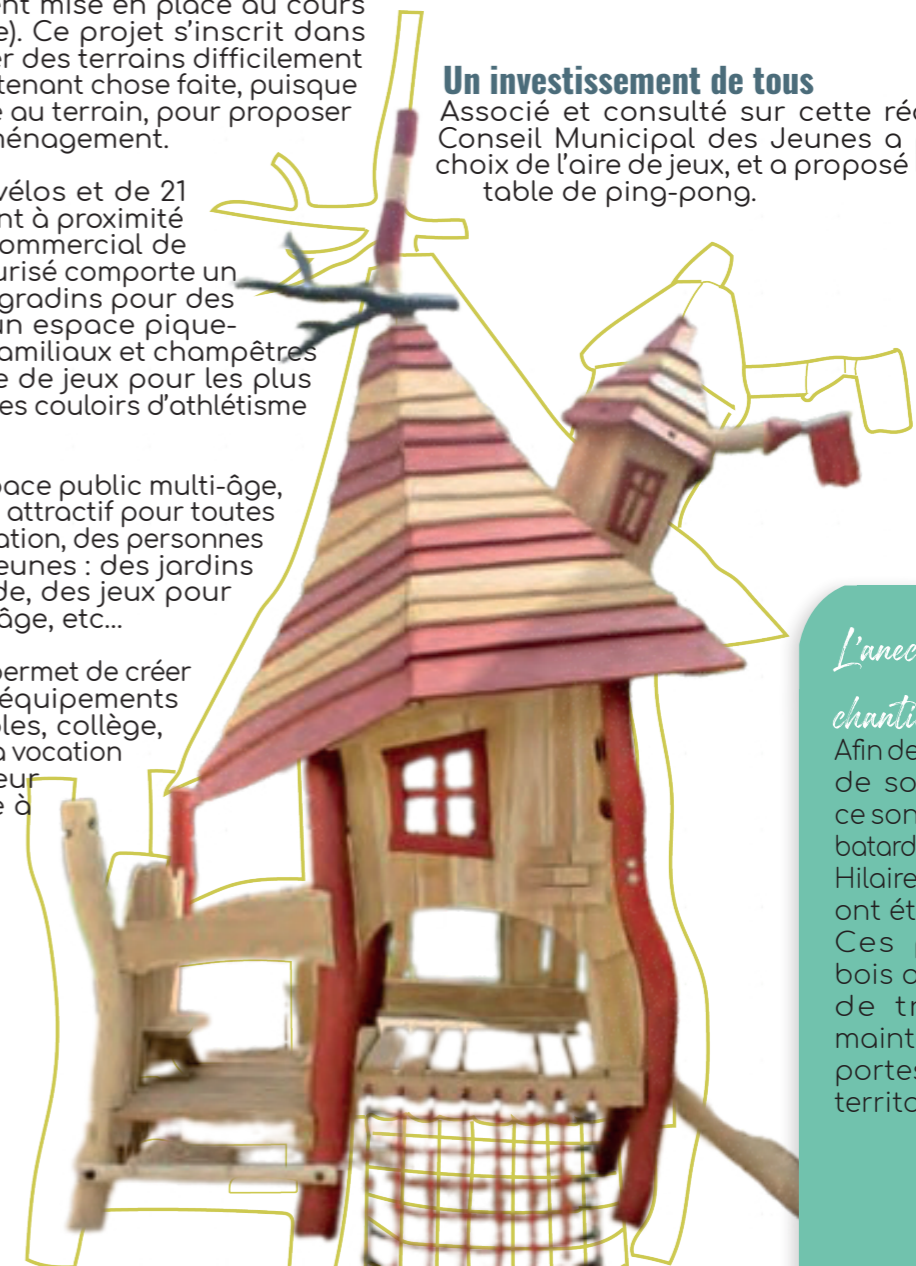 nt mise en place au cours
e). Ce projet s’inscrit dans
er des terrains difficilement
tenant chose faite, puisque
é au terrain, pour proposer
ménagement.
vélos et de 21
nt à proximité
ommercial de
urisé comporte un
gradins pour des
un espace pique-
amiliaux et champêtres
e de jeux pour les plus
es couloirs d’athlétisme
ace public multi-âge,
attractif pour toutes
ation, des personnes
eunes : des jardins
de, des jeux pour
âge, etc...
permet de créer
équipements
les, collège,
a vocation
eur
e à
Un investissement de tous
Associé et consulté sur cette réa
Conseil Municipal des Jeunes a
choix de l’aire de jeux, et a proposé
table de ping-pong.
L’anec
chanti
Afin de
de so
ce son
batard
Hilaire
ont ét
Ces
bois d
de tr
maint
portes
territo